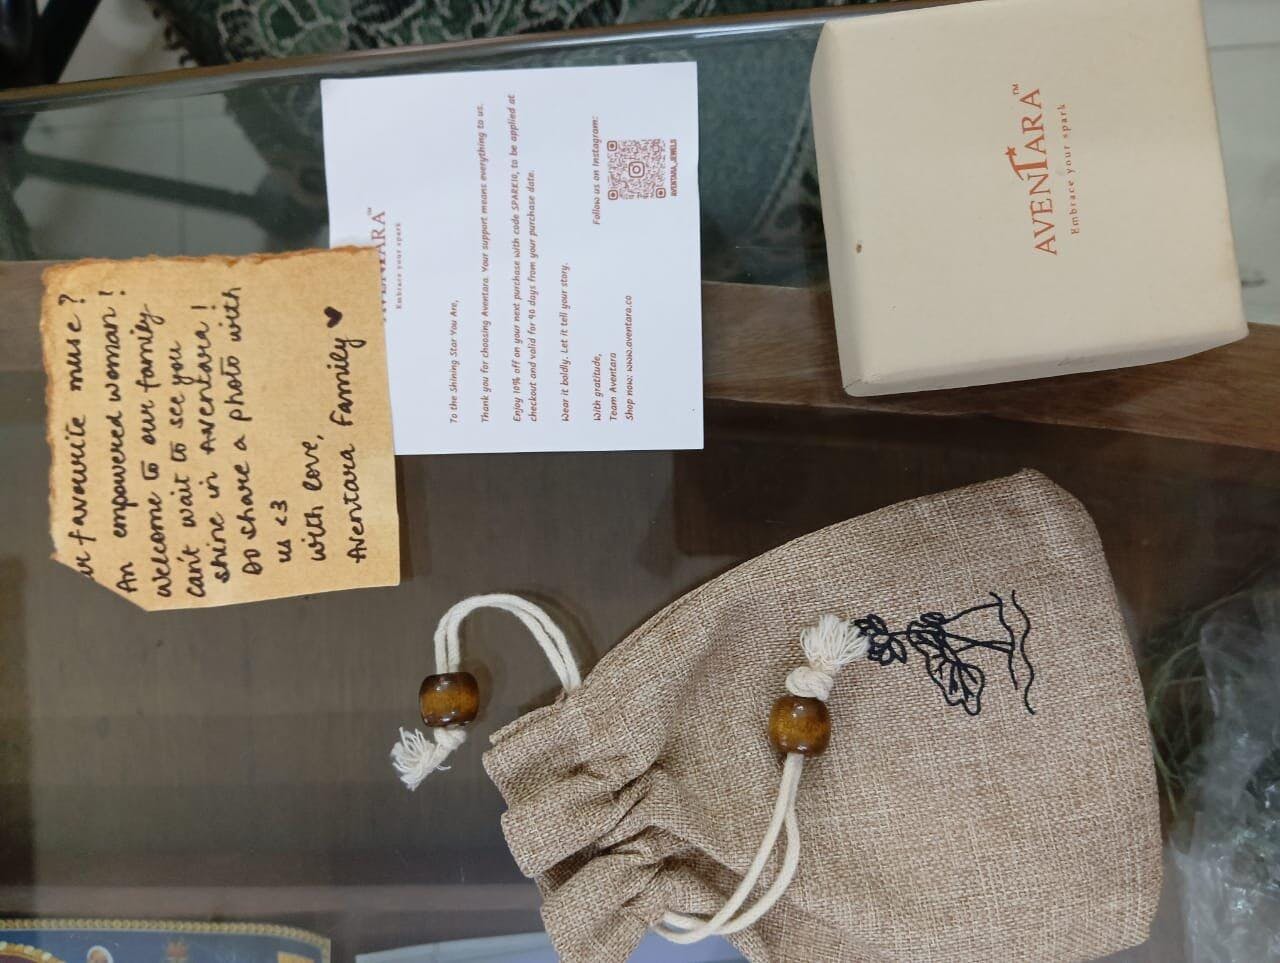 ur favourite muse?
An empowered woman!
welcome to our family
can't wait to see you
shine in Aventara!
Do share a photo with
us <3
with love,
Aventara Family ♥
AVENTARA™
Embrace your spark
To the Shining Star You Are,
Thank you for choosing Aventara. Your support means everything to us.
Enjoy 10% off on your next purchase with code SPARK10, to be applied at
checkout and valid for 90 days from your purchase date.
Wear it boldly. Let it tell your story.
With gratitude,
Team Aventara
Shop now: www.aventara.co
Follow us on Instagram:
AVENTARA_JEWELS
AVENTARA™
Embrace your spark